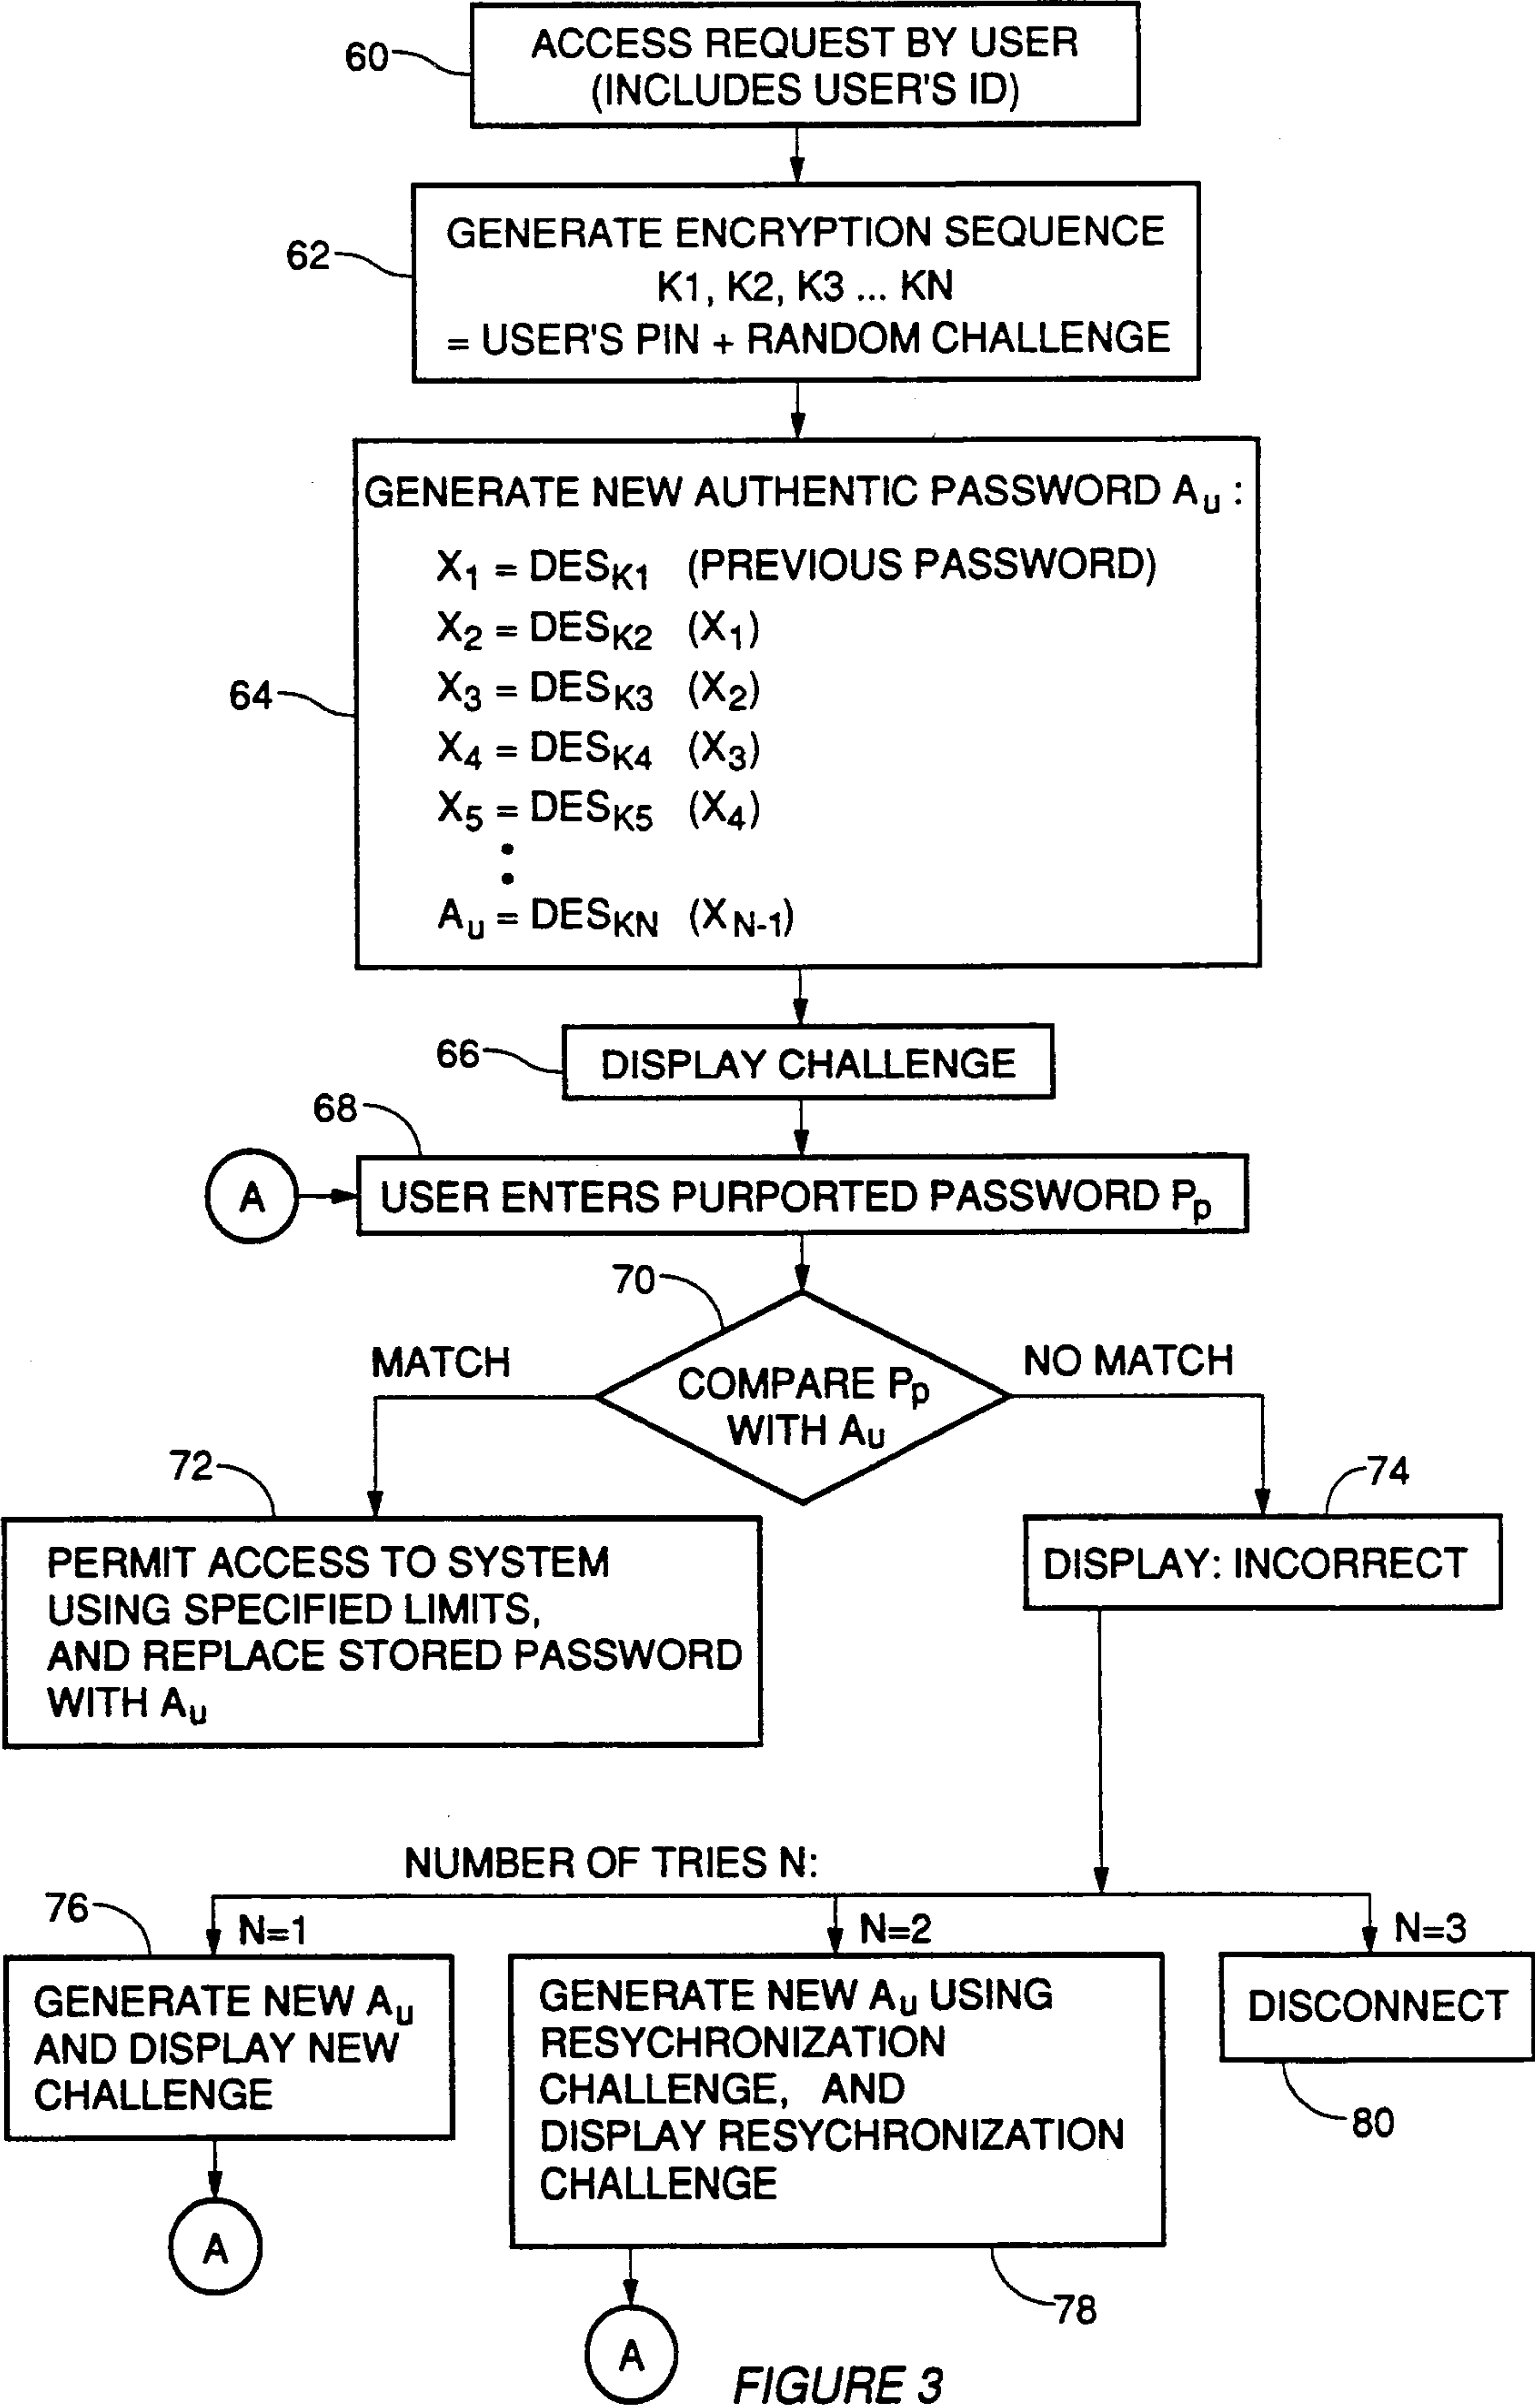 60
ACCESS REQUEST BY USER
(INCLUDES USER'S ID)
62
GENERATE ENCRYPTION SEQUENCE
K1, K2, K3 ... KN
= USER'S PIN + RANDOM CHALLENGE
64
GENERATE NEW AUTHENTIC PASSWORD Au :
X1 = DESK1 (PREVIOUS PASSWORD)
X2 = DESK2 (X1)
X3 = DESK3 (X2)
X4 = DESK4 (X3)
X5 = DESK5 (X4)
Au = DESKN (XN-1)
66
DISPLAY CHALLENGE
68
A
USER ENTERS PURPORTED PASSWORD Pp
70
MATCH
NO MATCH
COMPARE Pp
WITH Au
72
PERMIT ACCESS TO SYSTEM
USING SPECIFIED LIMITS,
AND REPLACE STORED PASSWORD
WITH Au
74
DISPLAY: INCORRECT
NUMBER OF TRIES N:
76
N=1
N=2
N=3
GENERATE NEW Au
AND DISPLAY NEW
CHALLENGE
A
GENERATE NEW Au USING
RESYCHRONIZATION
CHALLENGE, AND
DISPLAY RESYCHRONIZATION
CHALLENGE
78
A
DISCONNECT
80
FIGURE 3